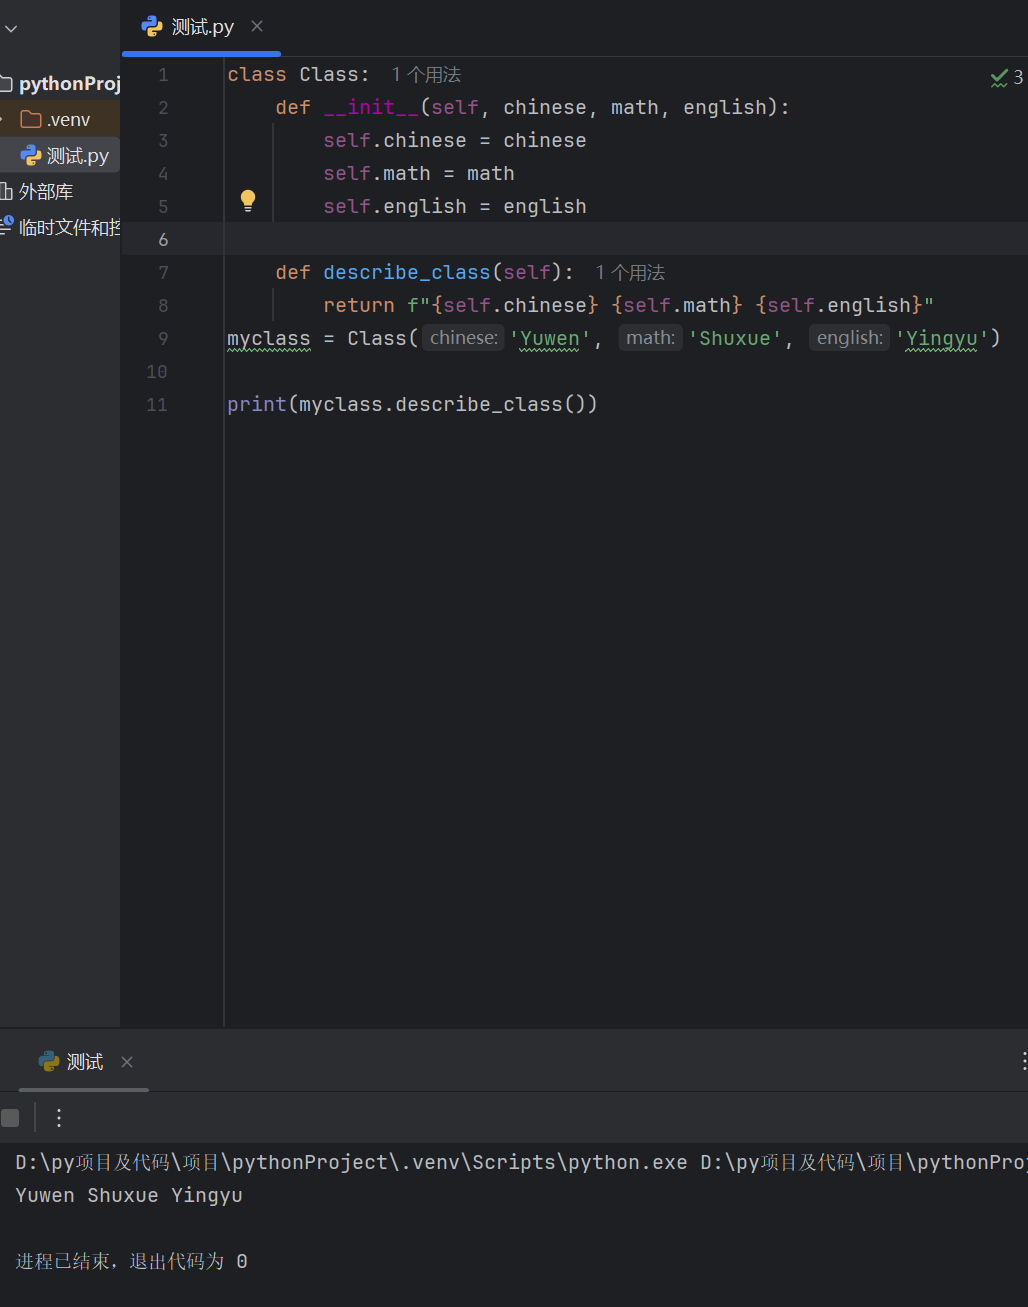 测试.py
pythonProj
.venv
测试.py
外部库
临时文件和控
3
1 class Class: 1 个用法
2 def __init__(self, chinese, math, english):
3 self.chinese = chinese
4 self.math = math
5 self.english = english
6
7 def describe_class(self): 1 个用法
8 return f"{self.chinese} {self.math} {self.english}"
9 myclass = Class( chinese: 'Yuwen', math: 'Shuxue', english: 'Yingyu')
10
11 print(myclass.describe_class())
测试
D:\py项目及代码\项目\pythonProject\.venv\Scripts\python.exe D:\py项目及代码\项目\pythonProj
Yuwen Shuxue Yingyu
进程已结束，退出代码为 0